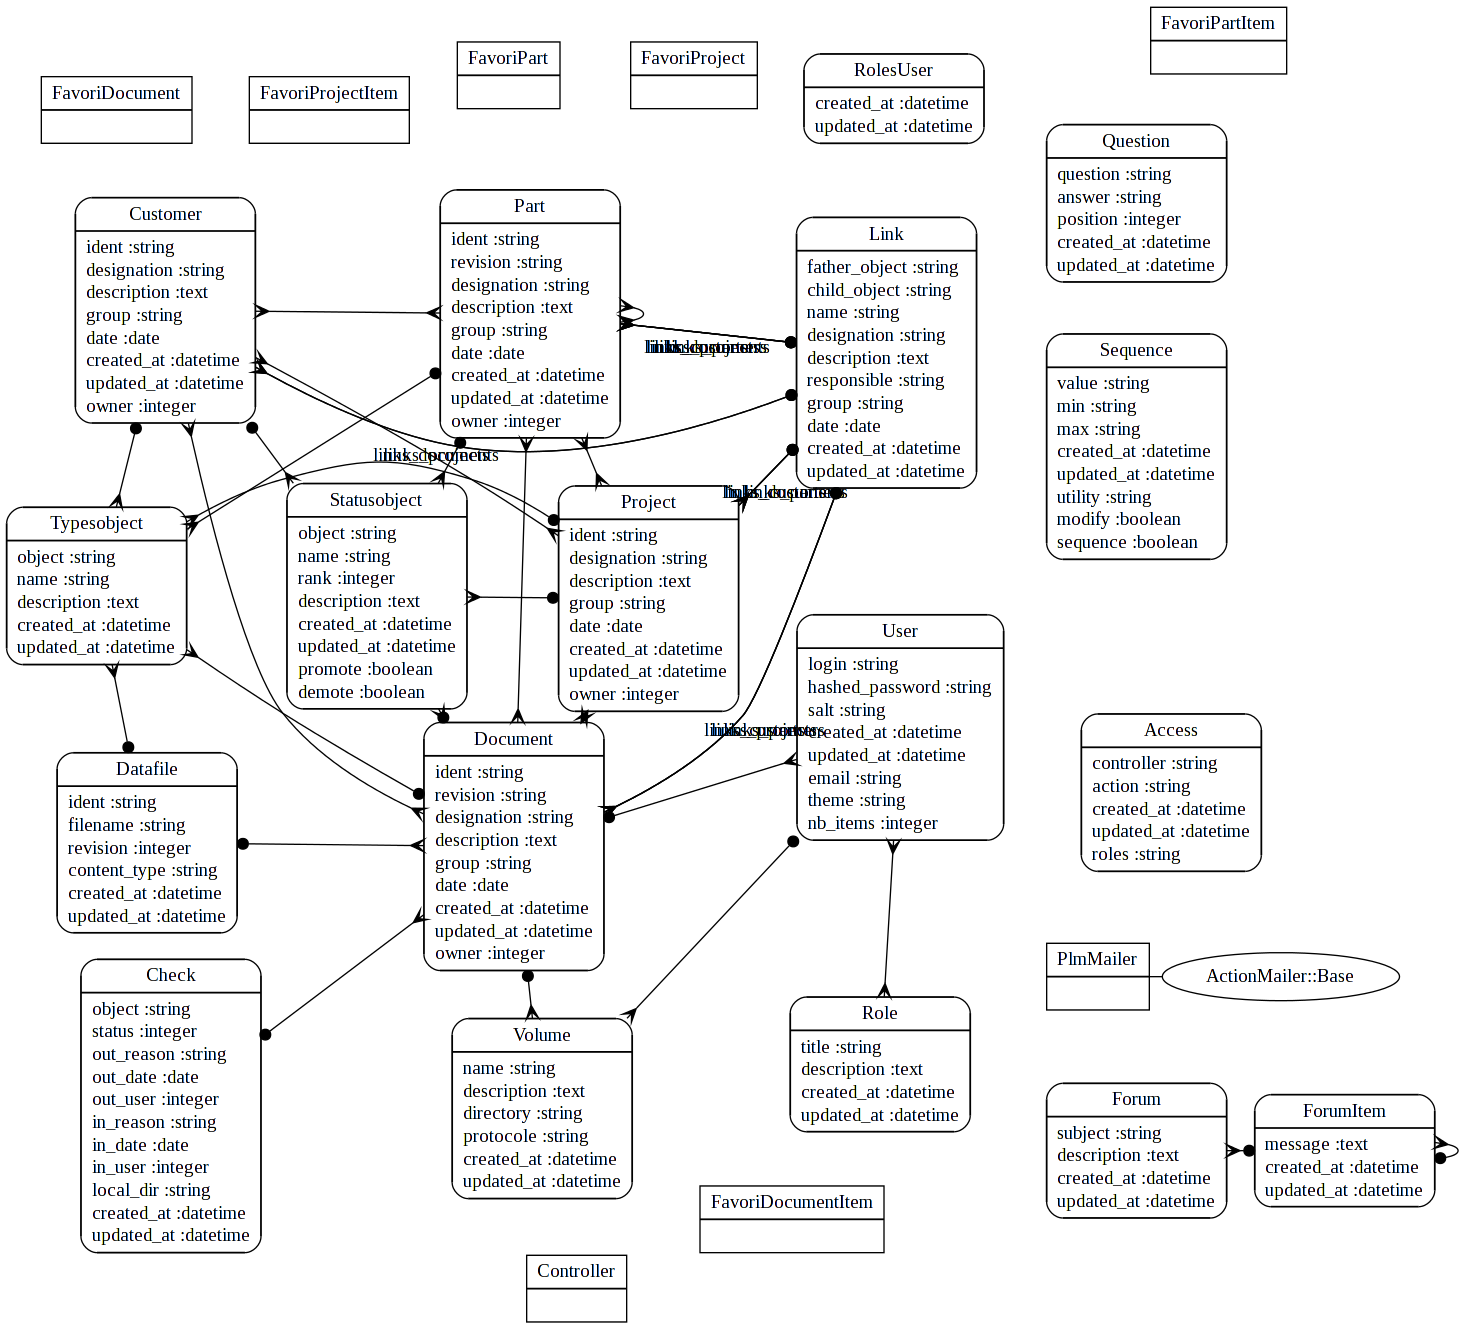 FavoriPartItem
FavoriPart
FavoriProject
RolesUser
created_at :datetime
updated_at :datetime
FavoriDocument
FavoriProjectItem
Question
question :string
answer :string
position :integer
created_at :datetime
updated_at :datetime
Customer
ident :string
designation :string
description :text
group :string
date :date
created_at :datetime
updated_at :datetime
owner :integer
Part
ident :string
revision :string
designation :string
description :text
group :string
date :date
created_at :datetime
updated_at :datetime
owner :integer
Link
father_object :string
child_object :string
name :string
designation :string
description :text
responsible :string
group :string
date :date
created_at :datetime
updated_at :datetime
Sequence
value :string
min :string
max :string
created_at :datetime
updated_at :datetime
utility :string
modify :boolean
sequence :boolean
Typesobject
object :string
name :string
description :text
created_at :datetime
updated_at :datetime
Statusobject
object :string
name :string
rank :integer
description :text
created_at :datetime
updated_at :datetime
promote :boolean
demote :boolean
Project
ident :string
designation :string
description :text
group :string
date :date
created_at :datetime
updated_at :datetime
owner :integer
User
login :string
hashed_password :string
salt :string
created_at :datetime
updated_at :datetime
email :string
theme :string
nb_items :integer
Access
controller :string
action :string
created_at :datetime
updated_at :datetime
roles :string
Datafile
ident :string
filename :string
revision :integer
content_type :string
created_at :datetime
updated_at :datetime
Document
ident :string
revision :string
designation :string
description :text
group :string
date :date
created_at :datetime
updated_at :datetime
owner :integer
PlmMailer
ActionMailer::Base
Check
object :string
status :integer
out_reason :string
out_date :date
out_user :integer
in_reason :string
in_date :date
in_user :integer
local_dir :string
created_at :datetime
updated_at :datetime
Volume
name :string
description :text
directory :string
protocole :string
created_at :datetime
updated_at :datetime
Role
title :string
description :text
created_at :datetime
updated_at :datetime
Forum
subject :string
description :text
created_at :datetime
updated_at :datetime
ForumItem
message :text
created_at :datetime
updated_at :datetime
FavoriDocumentItem
Controller